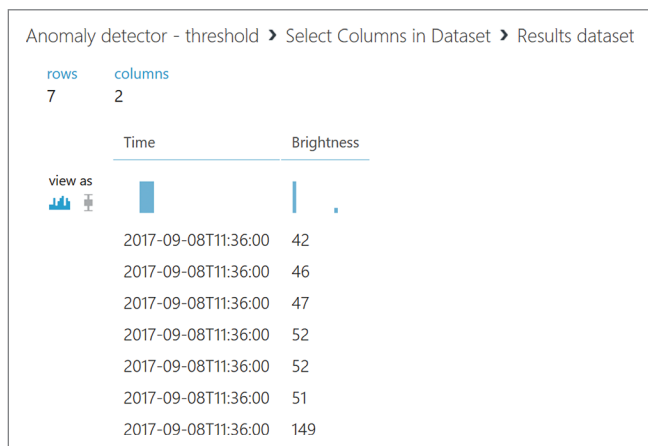 Anomaly detector - threshold > Select Columns in Dataset > Results dataset
rows columns
7 2
Time Brightness
view as
2017-09-08T11:36:00 42
2017-09-08T11:36:00 46
2017-09-08T11:36:00 47
2017-09-08T11:36:00 52
2017-09-08T11:36:00 52
2017-09-08T11:36:00 51
2017-09-08T11:36:00 149